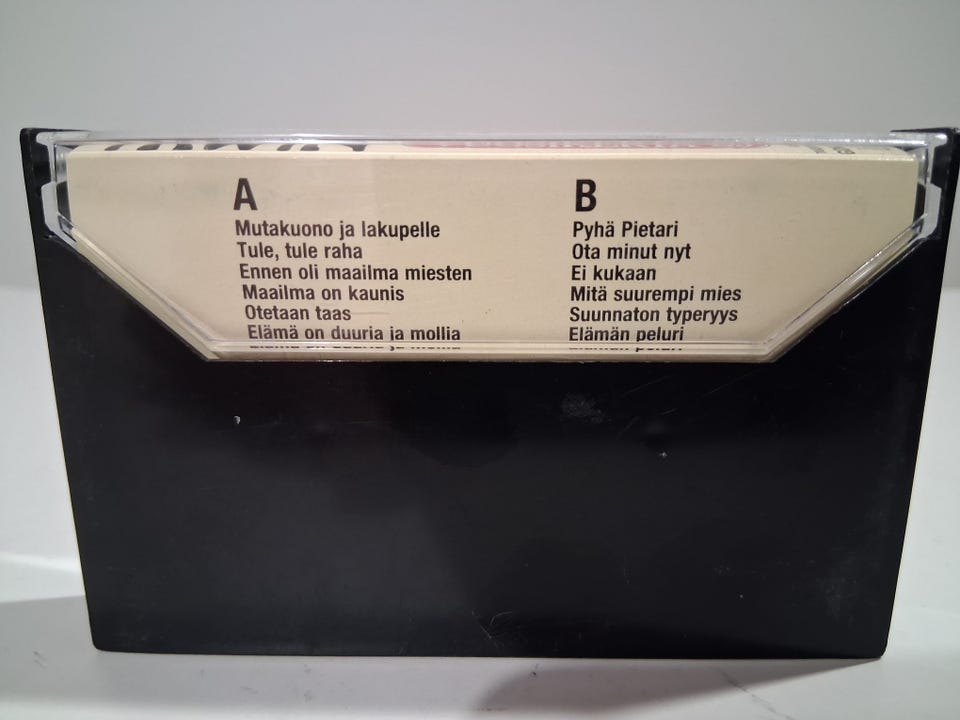 A
Mutakuono ja lakupelle
Tule, tule raha
Ennen oli maailma miesten
Maailma on kaunis
Otetaan taas
Elämä on duuria ja mollia
B
Pyhä Pietari
Ota minut nyt
Ei kukaan
Mitä suurempi mies
Suunnaton typeryys
Elämän peluri